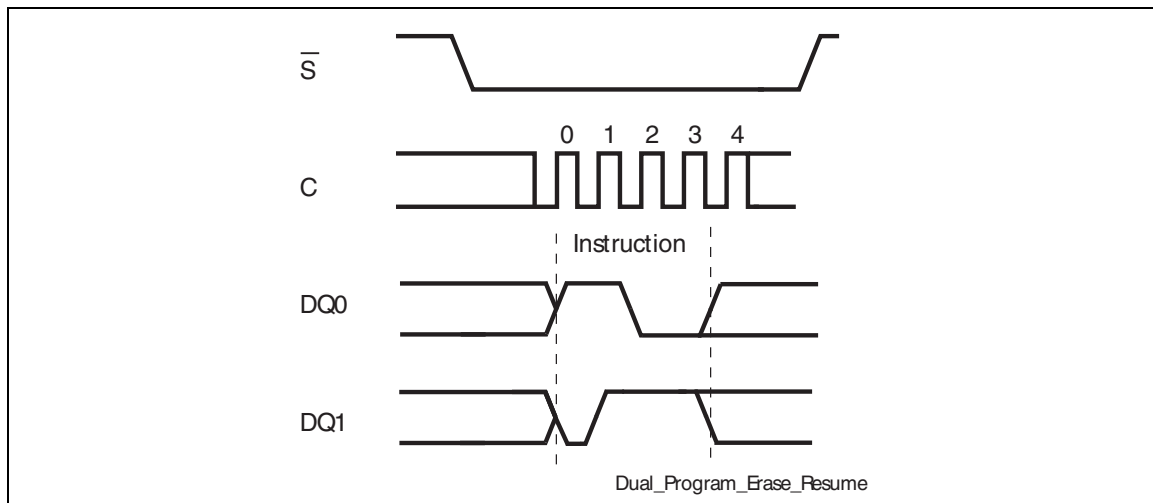 S̅
0 1 2 3 4
C
Instruction
DQ0
DQ1
Dual_Program_Erase_Resume